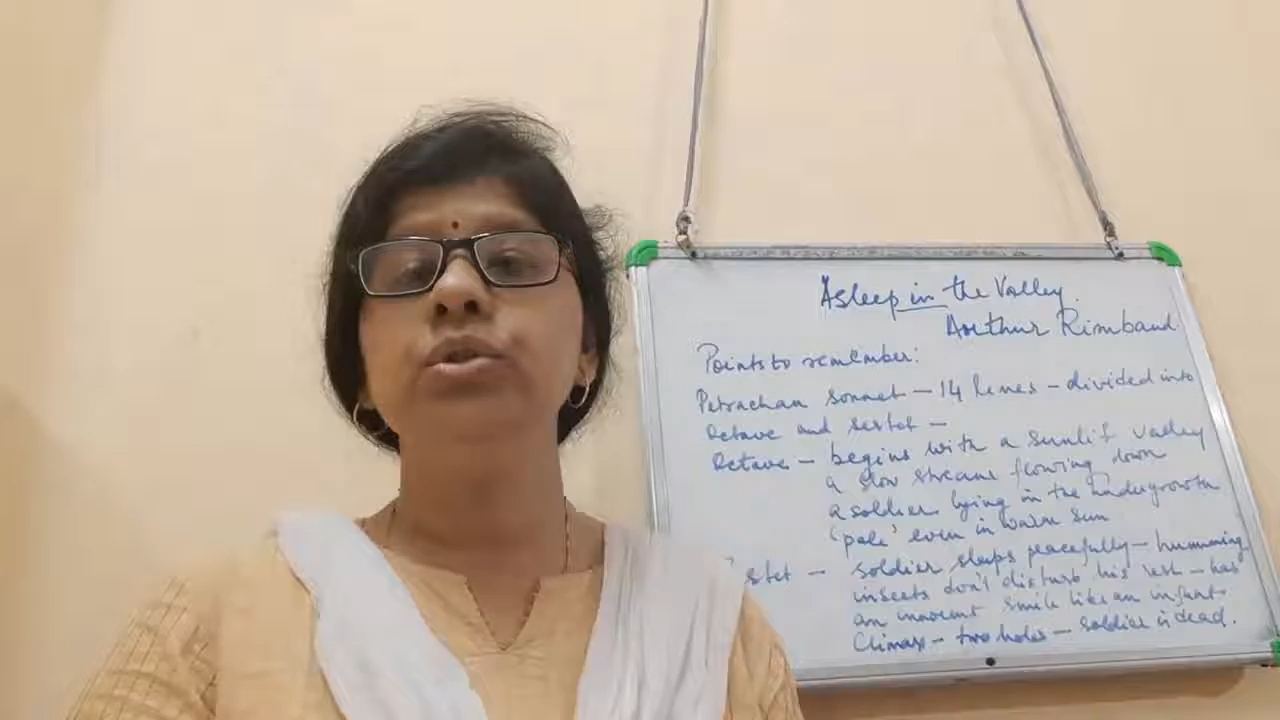 Asleep in the Valley.
Arthur Rimbaud
Points to remember:
Petrachan sonnet – 14 lines – divided into
Octave and sestet –
Octave – begins with a sunlit valley
a slow stream flowing down
a soldier lying in the undergrowth
'pale' even in warm sun
stet – soldier sleeps peacefully – humming
insects don't disturb his rest – has
an innocent smile like an infant.
Climax – two holes – soldier is dead.